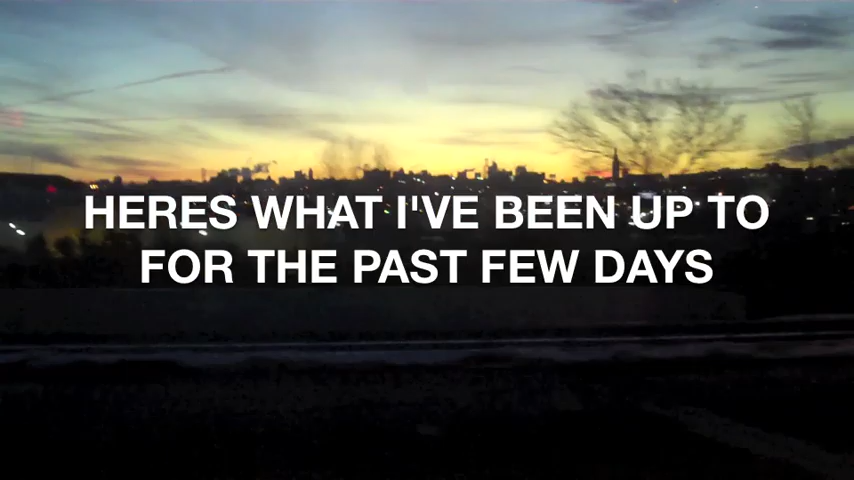 HERES WHAT I'VE BEEN UP TO
FOR THE PAST FEW DAYS